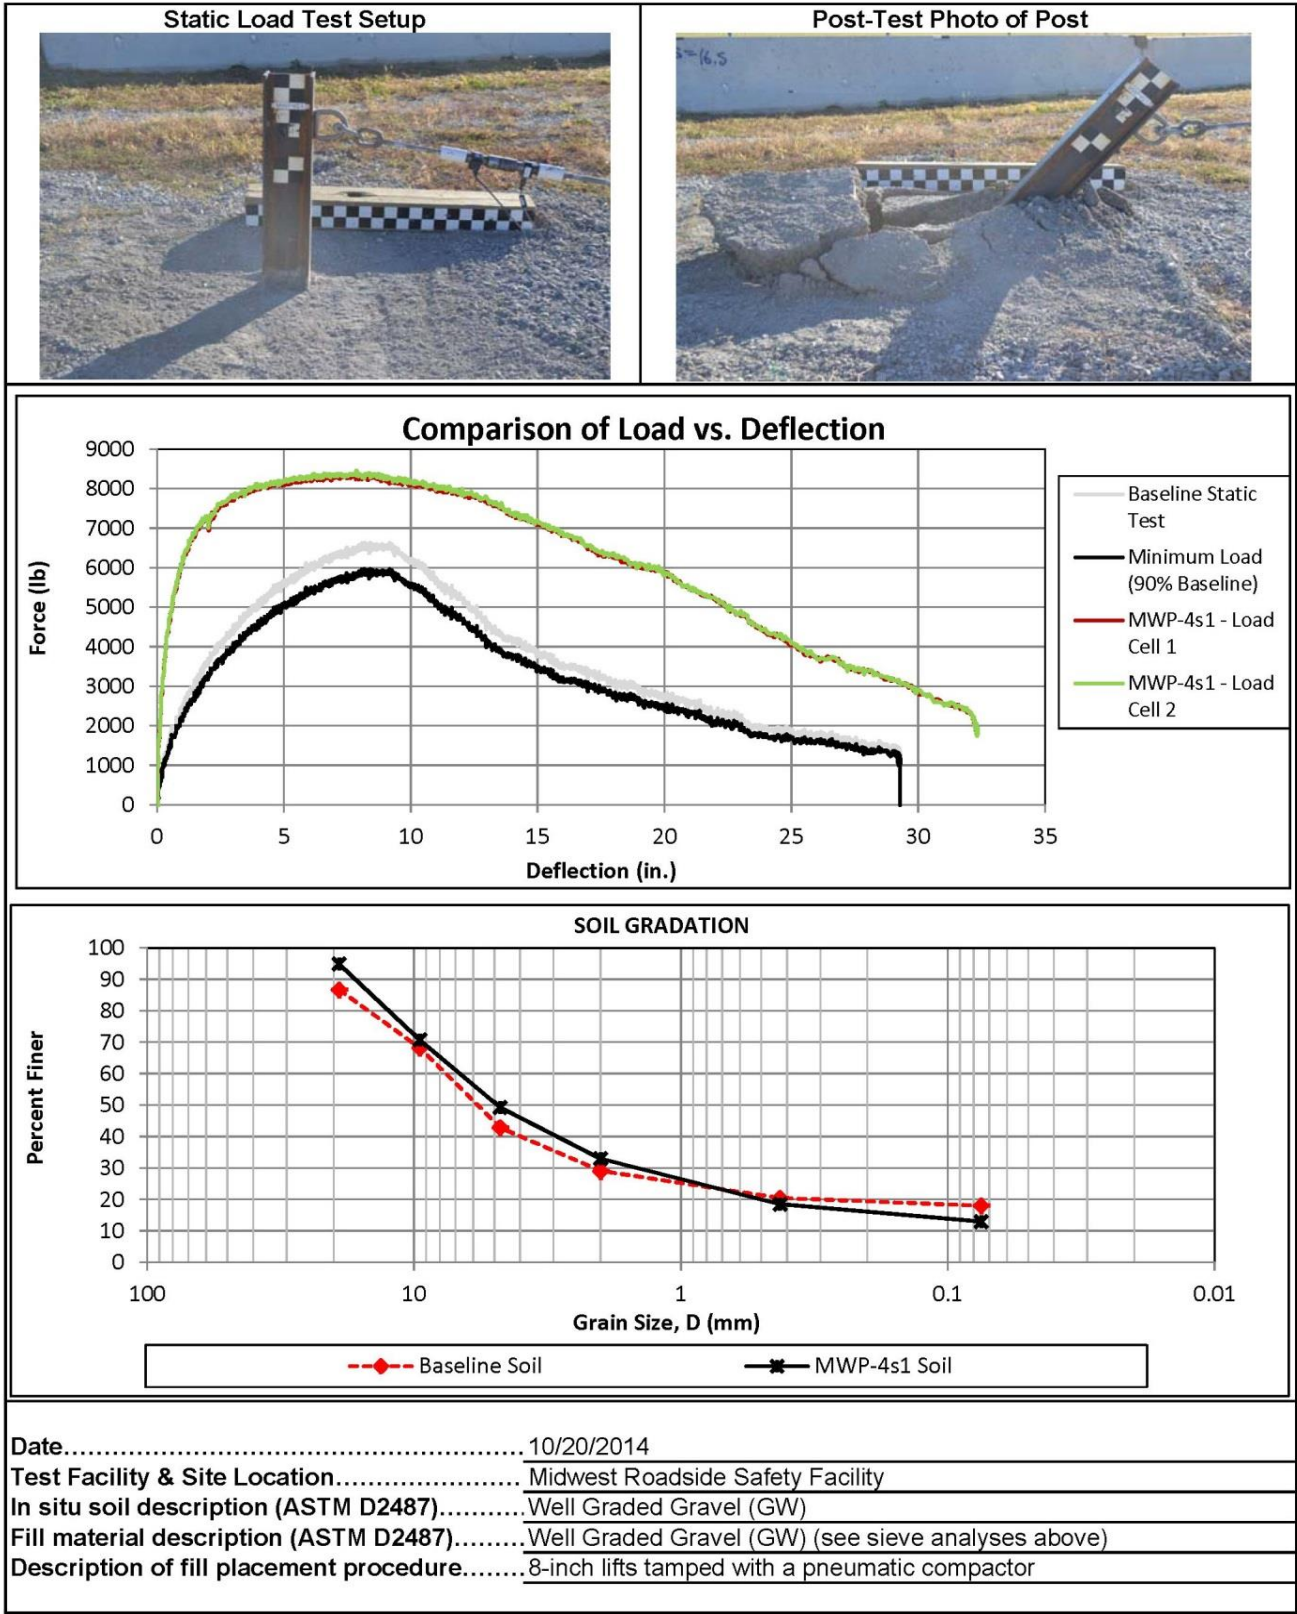 Static Load Test Setup
Post-Test Photo of Post
S=16.5
Comparison of Load vs. Deflection
9000
8000
7000
6000
5000
4000
3000
2000
1000
0
Force (lb)
0 5 10 15 20 25 30 35
Deflection (in.)
Baseline Static
Test
Minimum Load
(90% Baseline)
MWP-4s1 - Load
Cell 1
MWP-4s1 - Load
Cell 2
SOIL GRADATION
100
90
80
70
60
50
40
30
20
10
0
Percent Finer
100 10 1 0.1 0.01
Grain Size, D (mm)
Baseline Soil MWP-4s1 Soil
Date.................................................. 10/20/2014
Test Facility & Site Location.................... Midwest Roadside Safety Facility
In situ soil description (ASTM D2487)......... Well Graded Gravel (GW)
Fill material description (ASTM D2487)........ Well Graded Gravel (GW) (see sieve analyses above)
Description of fill placement procedure........ 8-inch lifts tamped with a pneumatic compactor